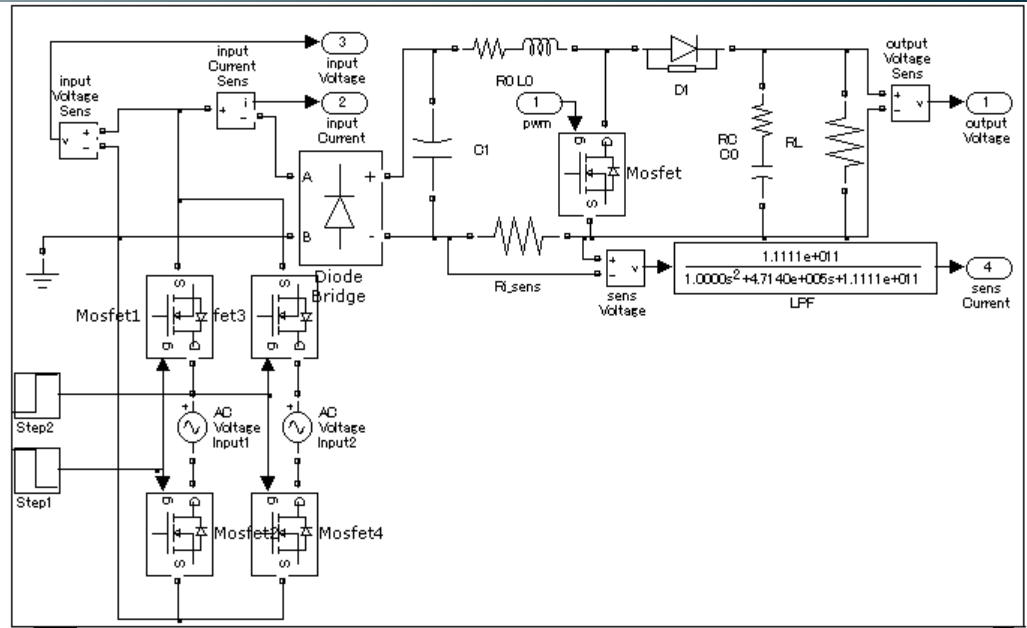 input
Voltage
Sens
+
v
-
input
Current
Sens
+
i
-
3
input
Voltage
2
input
Current
A
B
+
-
Diode
Bridge
C1
R0 L0
1
pwm
g
D
S
Mosfet
D1
RC
C0
RL
output
Voltage
Sens
+
-
v
1
output
Voltage
Ri_sens
+
-
v
sens
Voltage
1.1111e+011
1.0000s2+4.7140e+005s+1.1111e+011
LPF
4
sens
Current
S
g
D
Mosfet1
S
g
D
fet3
Step2
Step1
+
AC
Voltage
Input1
+
AC
Voltage
Input2
g
D
S
Mosfet2
g
D
S
Mosfet4